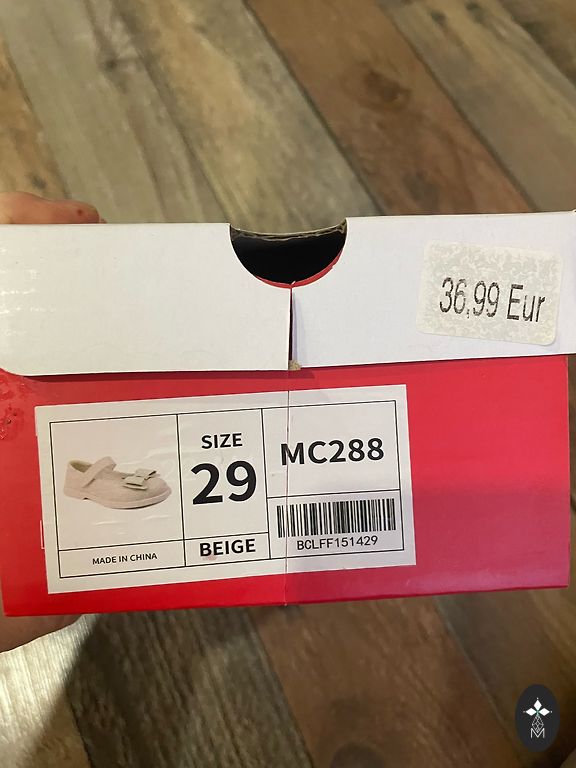 36,99 Eur
SIZE
29
BEIGE
MC288
BCLFF151429
MADE IN CHINA